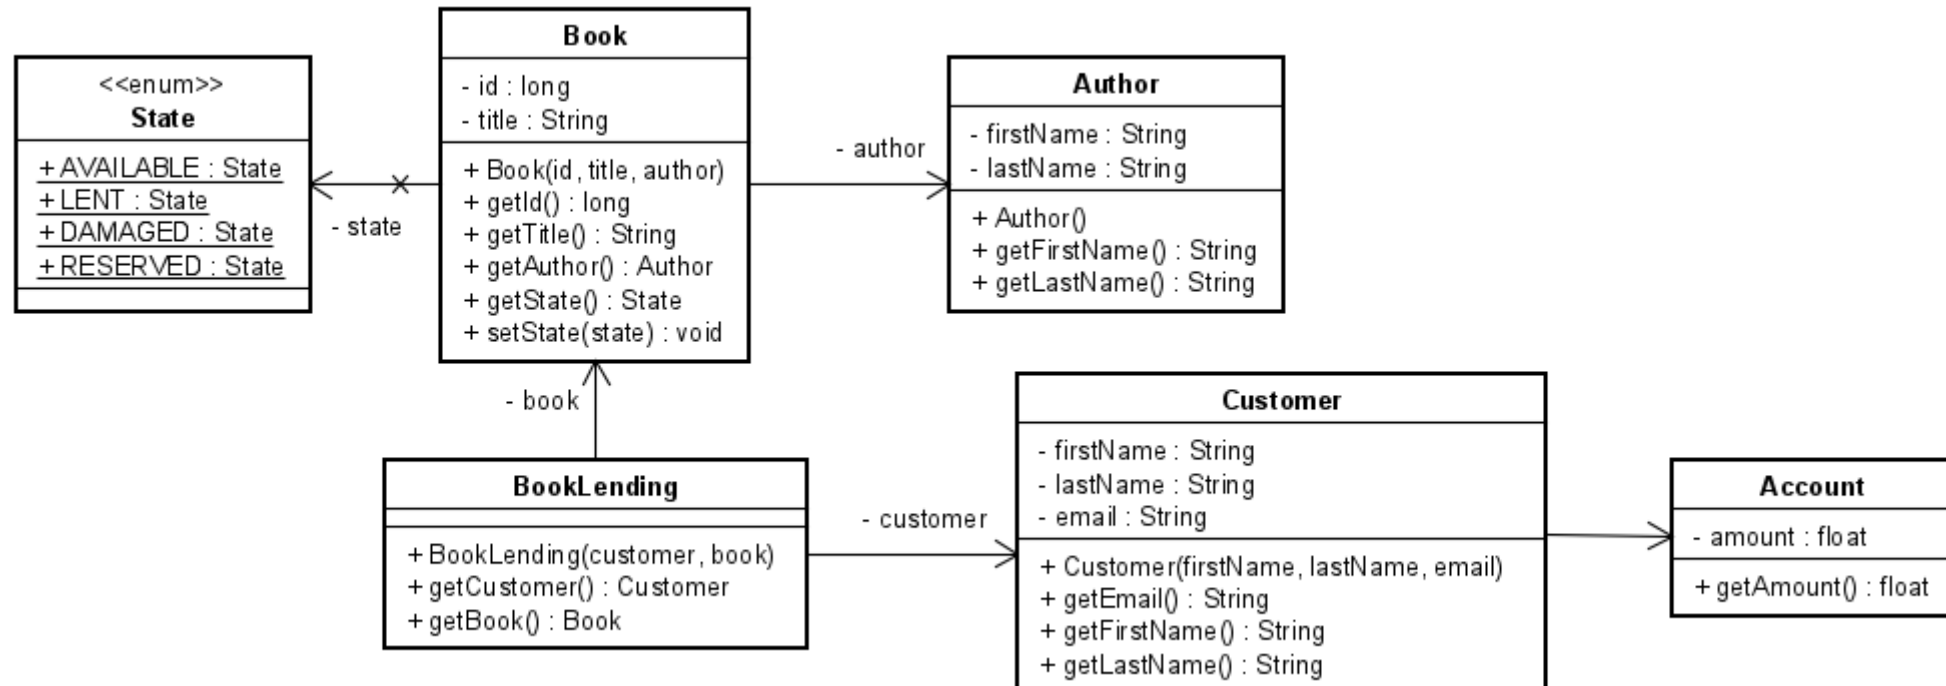 <<enum>>
State
+ AVAILABLE : State
+ LENT : State
+ DAMAGED : State
+ RESERVED : State
- state
Book
- id : long
- title : String
+ Book(id, title, author)
+ getId() : long
+ getTitle() : String
+ getAuthor() : Author
+ getState() : State
+ setState(state) : void
- author
Author
- firstName : String
- lastName : String
+ Author()
+ getFirstName() : String
+ getLastName() : String
- book
BookLending
+ BookLending(customer, book)
+ getCustomer() : Customer
+ getBook() : Book
- customer
Customer
- firstName : String
- lastName : String
- email : String
+ Customer(firstName, lastName, email)
+ getEmail() : String
+ getFirstName() : String
+ getLastName() : String
Account
- amount : float
+ getAmount() : float